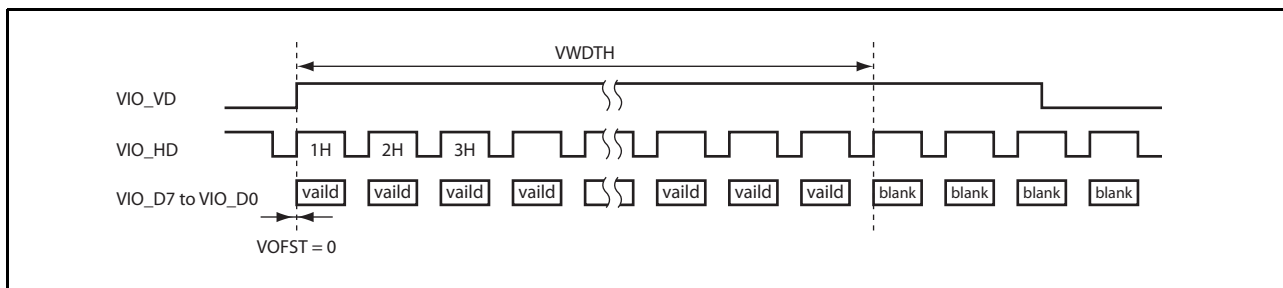 VWDTH
VIO_VD
VIO_HD 1H 2H 3H
VIO_D7 to VIO_D0 vaild vaild vaild vaild vaild vaild vaild blank blank blank blank
VOFST = 0